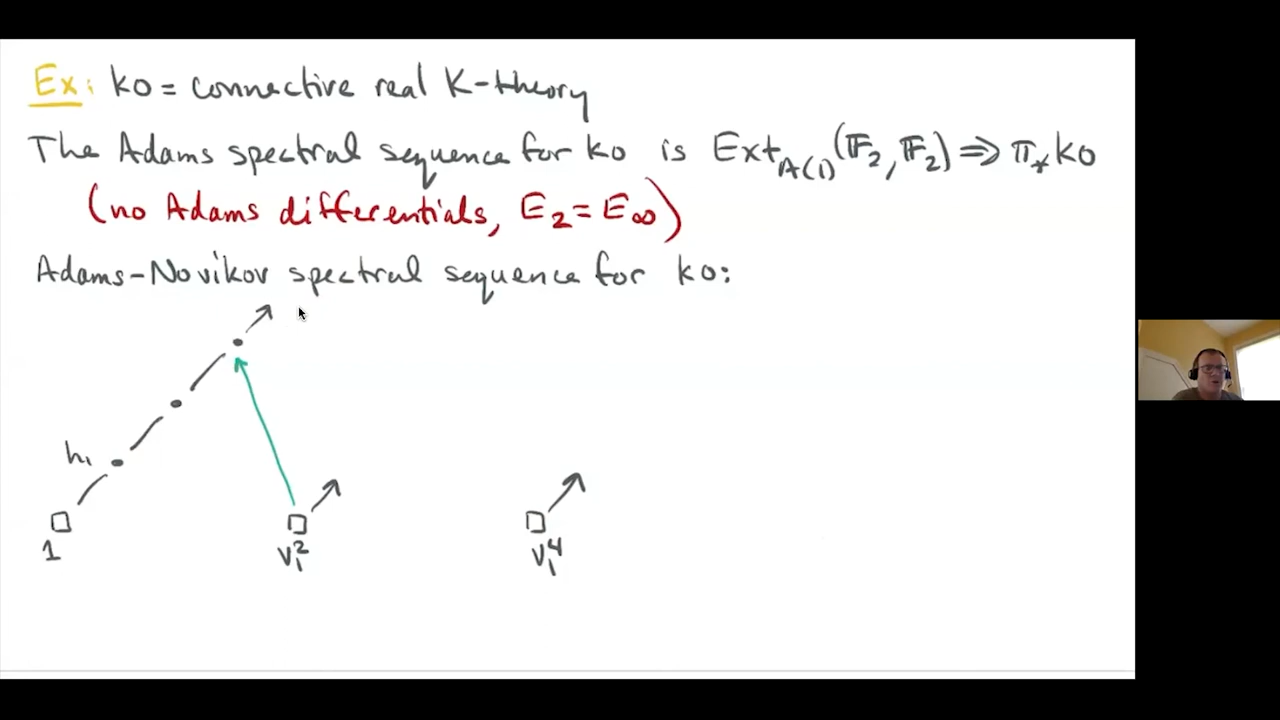 Ex: ko = connective real K-theory
The Adams spectral sequence for ko is Ext_{A(1)}(𝔽₂, 𝔽₂) ⇒ π_* ko
(no Adams differentials, E₂ = E_∞)
Adams-Novikov spectral sequence for ko:
h₁
1 v₁² v₁⁴